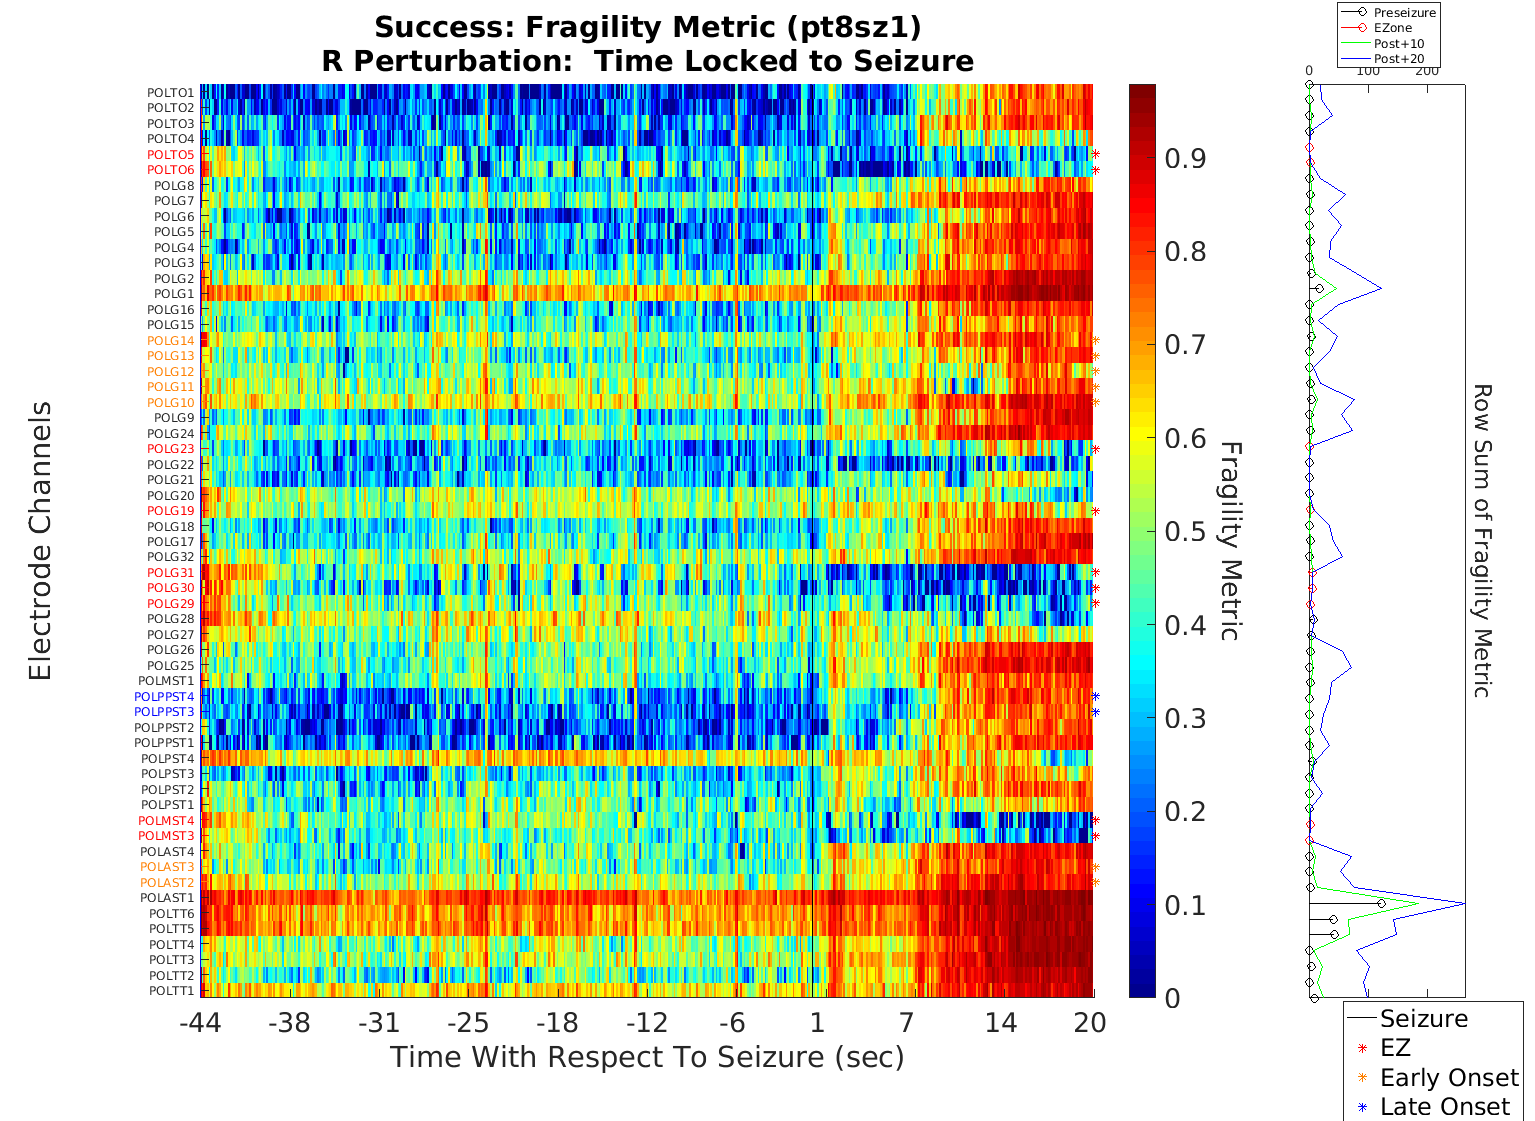 Success: Fragility Metric (pt8sz1)
R Perturbation:  Time Locked to Seizure
Preseizure
EZone
Post+10
Post+20
0 100 200
POLTO1
POLTO2
POLTO3
POLTO4
POLTO5
POLTO6
POLG8
POLG7
POLG6
POLG5
POLG4
POLG3
POLG2
POLG1
POLG16
POLG15
POLG14
POLG13
POLG12
POLG11
POLG10
POLG9
POLG24
POLG23
POLG22
POLG21
POLG20
POLG19
POLG18
POLG17
POLG32
POLG31
POLG30
POLG29
POLG28
POLG27
POLG26
POLG25
POLMST1
POLPPST4
POLPPST3
POLPPST2
POLPPST1
POLPST4
POLPST3
POLPST2
POLPST1
POLMST4
POLMST3
POLAST4
POLAST3
POLAST2
POLAST1
POLTT6
POLTT5
POLTT4
POLTT3
POLTT2
POLTT1
Electrode Channels
-44 -38 -31 -25 -18 -12 -6 1 7 14 20
Time With Respect To Seizure (sec)
0.9
0.8
0.7
0.6
0.5
0.4
0.3
0.2
0.1
0
Fragility Metric
Row Sum of Fragility Metric
Seizure
EZ
Early Onset
Late Onset